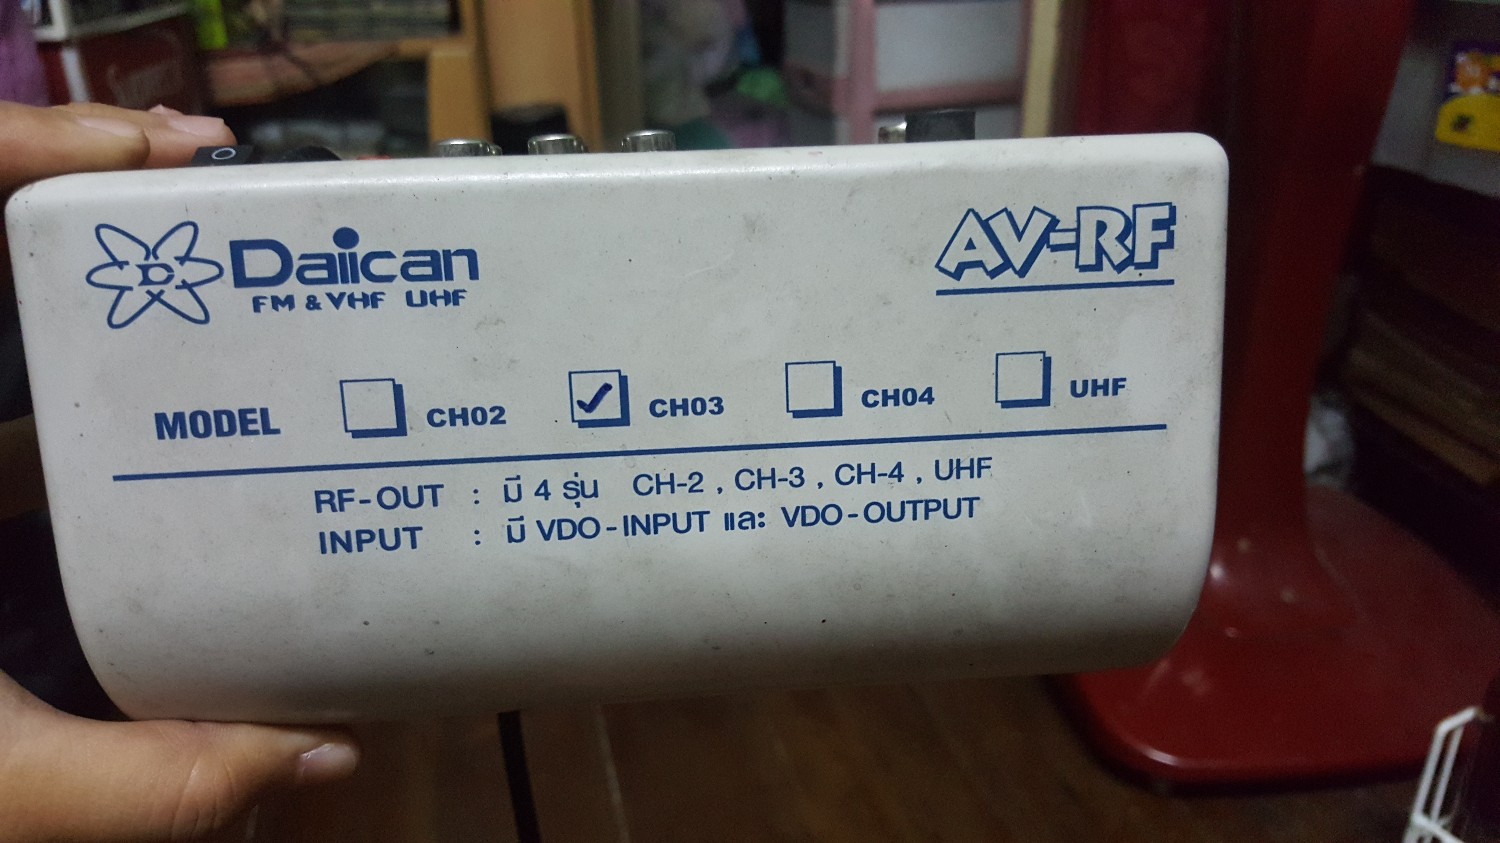 Daiican
FM & VHF UHF
AV-RF
MODEL CH02 CH03 CH04 UHF
RF-OUT : มี 4 รุ่น CH-2 , CH-3 , CH-4 , UHF
INPUT : มี VDO-INPUT และ VDO-OUTPUT